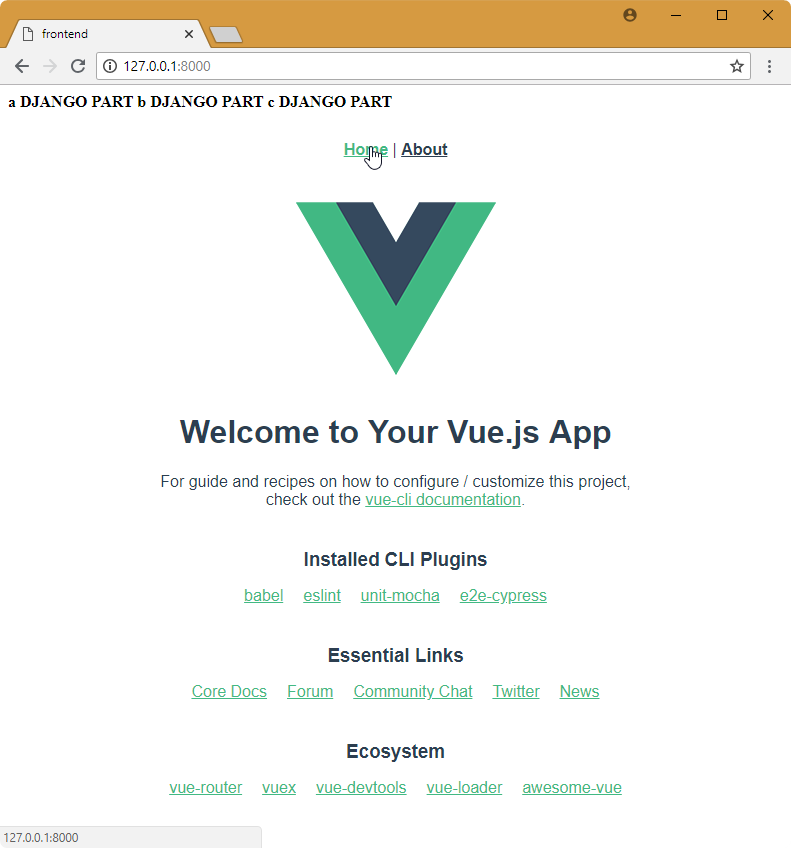 frontend
127.0.0.1:8000
a DJANGO PART b DJANGO PART c DJANGO PART
Home | About
Welcome to Your Vue.js App
For guide and recipes on how to configure / customize this project,
check out the vue-cli documentation.
Installed CLI Plugins
babel eslint unit-mocha e2e-cypress
Essential Links
Core Docs Forum Community Chat Twitter News
Ecosystem
vue-router vuex vue-devtools vue-loader awesome-vue
127.0.0.1:8000